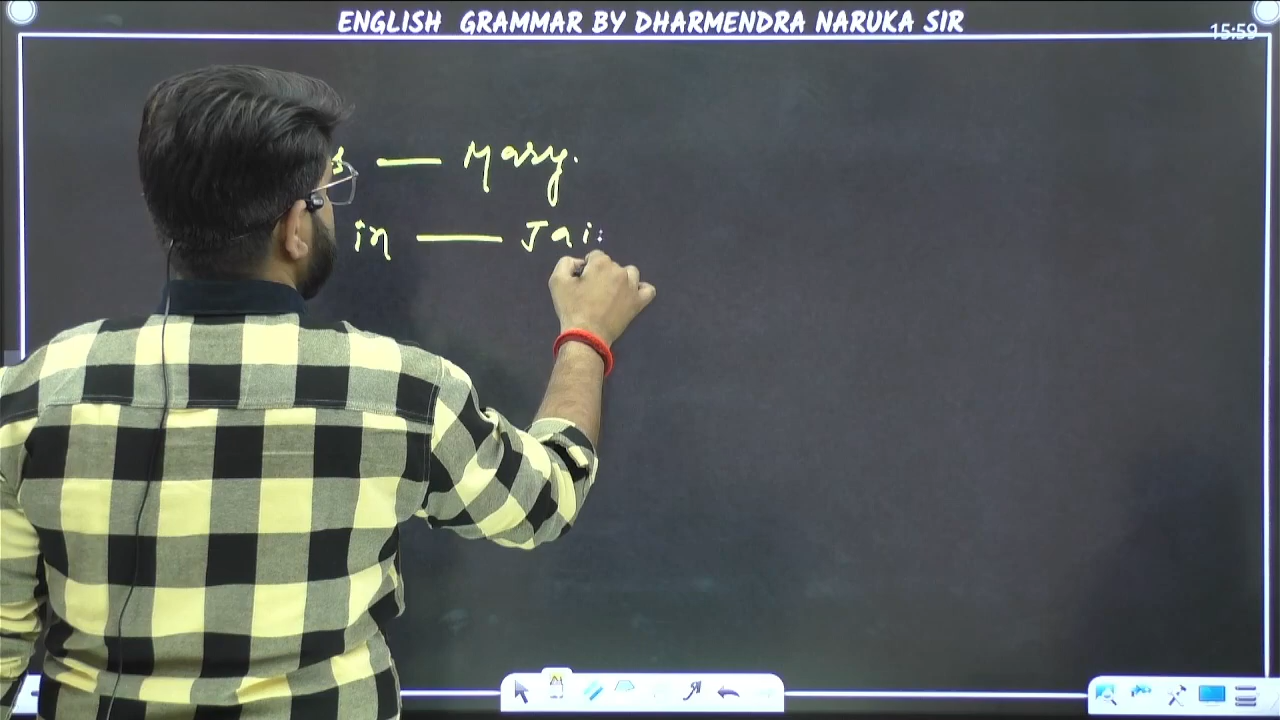 ENGLISH GRAMMAR BY DHARMENDRA NARUKA SIR
15:59
s —— Mary.
in —— Jai